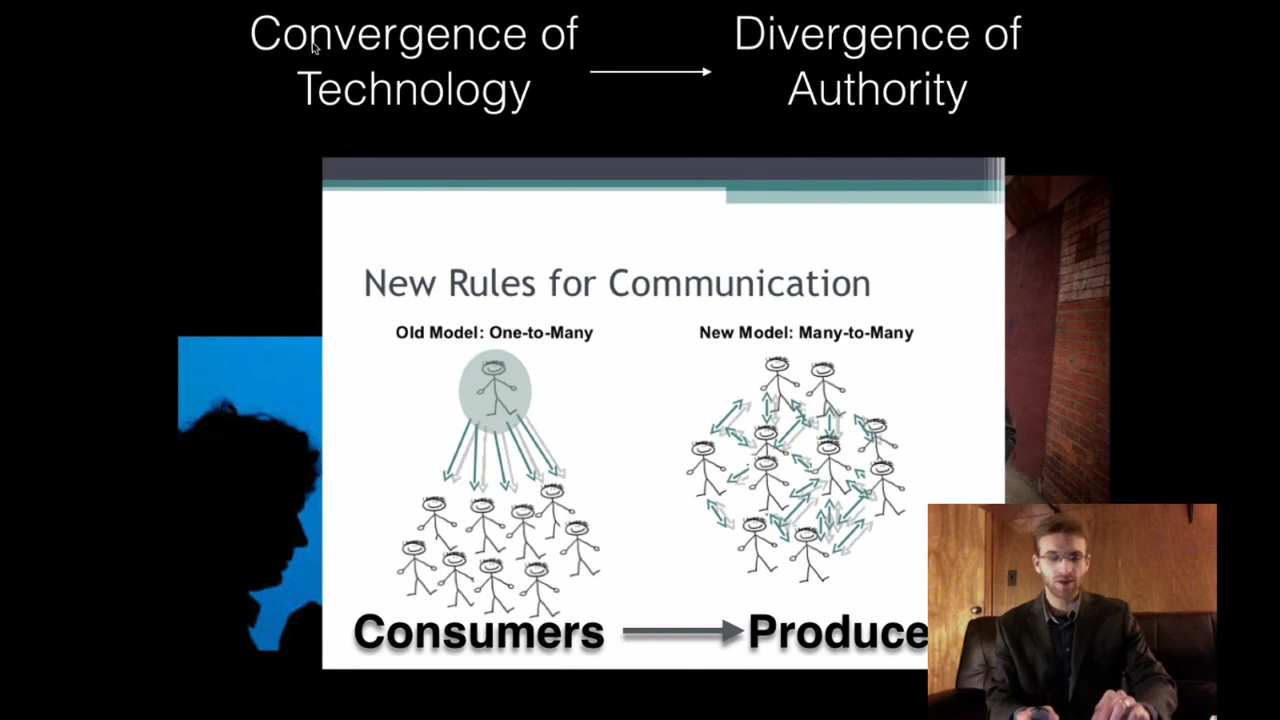 Convergence of
Technology
Divergence of
Authority
New Rules for Communication
Old Model: One-to-Many
New Model: Many-to-Many
Consumers
Produce